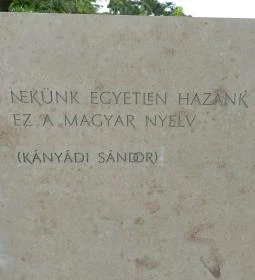 NEKÜNK EGYETLEN HAZÁNK
EZ A MAGYAR NYELV
(KÁNYÁDI SÁNDOR)